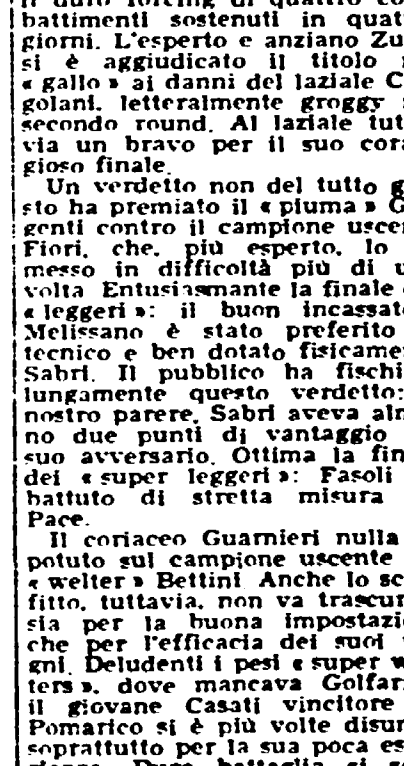 il duro forcing di quattro co
battimenti sostenuti in quat
giorni. L'esperto e anziano Zu
si è aggiudicato il titolo
« gallo » ai danni del laziale C
golani. letteralmente groggy
secondo round. Al laziale tut
via un bravo per il suo cora
gioso finale.
Un verdetto non del tutto g
sto ha premiato il « piuma » G
genti contro il campione usce
Fiori, che, più esperto, lo
messo in difficoltà più di u
volta Entusiasmante la finale
« leggeri »: il buon incassat
Melissano è stato preferito
tecnico e ben dotato fisicame
Sabri. Il pubblico ha fischi
lungamente questo verdetto:
nostro parere, Sabri aveva alm
no due punti di vantaggio
suo avversario. Ottima la fin
dei « super leggeri »: Fasoli
battuto di stretta misura
Pace.
Il coriaceo Guarnieri nulla
potuto sul campione uscente
« welter » Bettini Anche lo sc
fitto, tuttavia, non va trascur
sia per la buona impostazi
che per l'efficacia dei suoi
gni. Deludenti i pesi « super w
ters », dove mancava Golfar
il giovane Casati vincitore
Pomarico si è più volte disu
soprattutto per la sua poca es